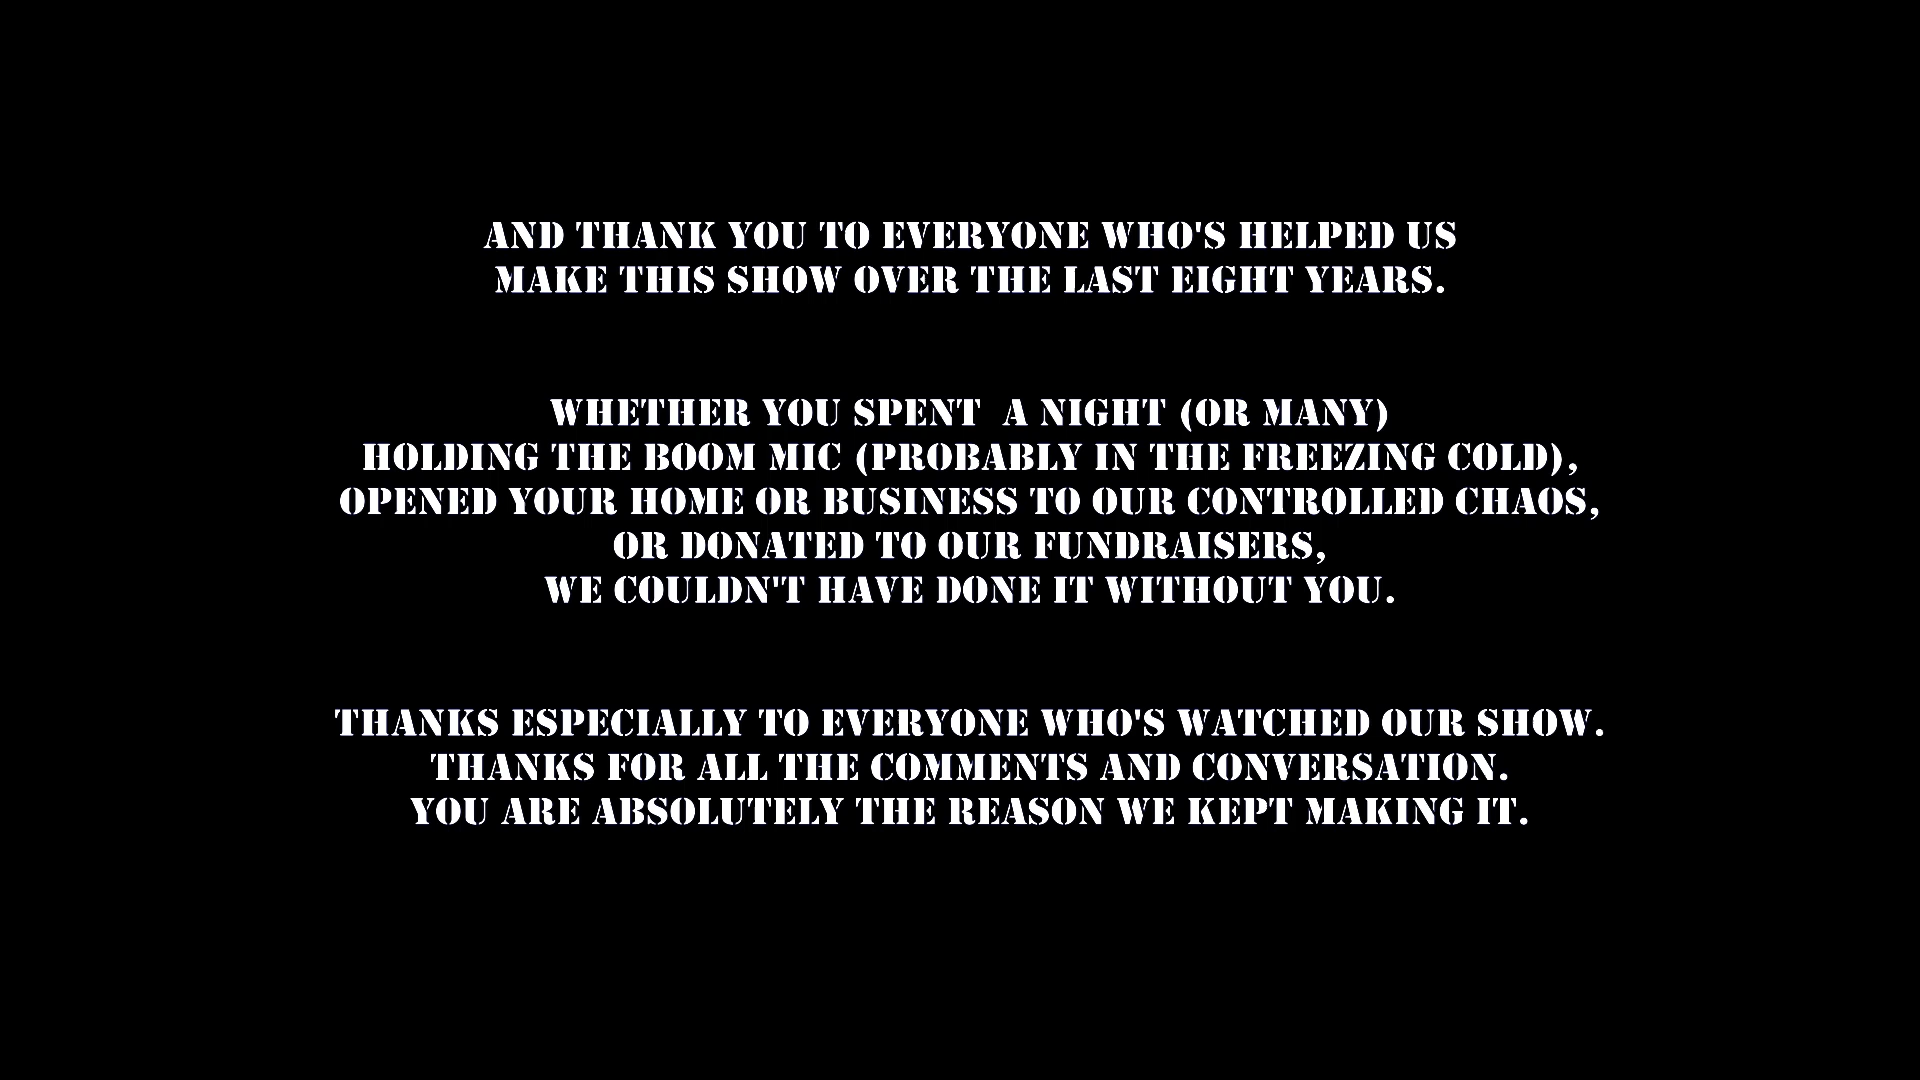 AND THANK YOU TO EVERYONE WHO'S HELPED US
MAKE THIS SHOW OVER THE LAST EIGHT YEARS.
WHETHER YOU SPENT  A NIGHT (OR MANY)
HOLDING THE BOOM MIC (PROBABLY IN THE FREEZING COLD),
OPENED YOUR HOME OR BUSINESS TO OUR CONTROLLED CHAOS,
OR DONATED TO OUR FUNDRAISERS,
WE COULDN'T HAVE DONE IT WITHOUT YOU.
THANKS ESPECIALLY TO EVERYONE WHO'S WATCHED OUR SHOW.
THANKS FOR ALL THE COMMENTS AND CONVERSATION.
YOU ARE ABSOLUTELY THE REASON WE KEPT MAKING IT.